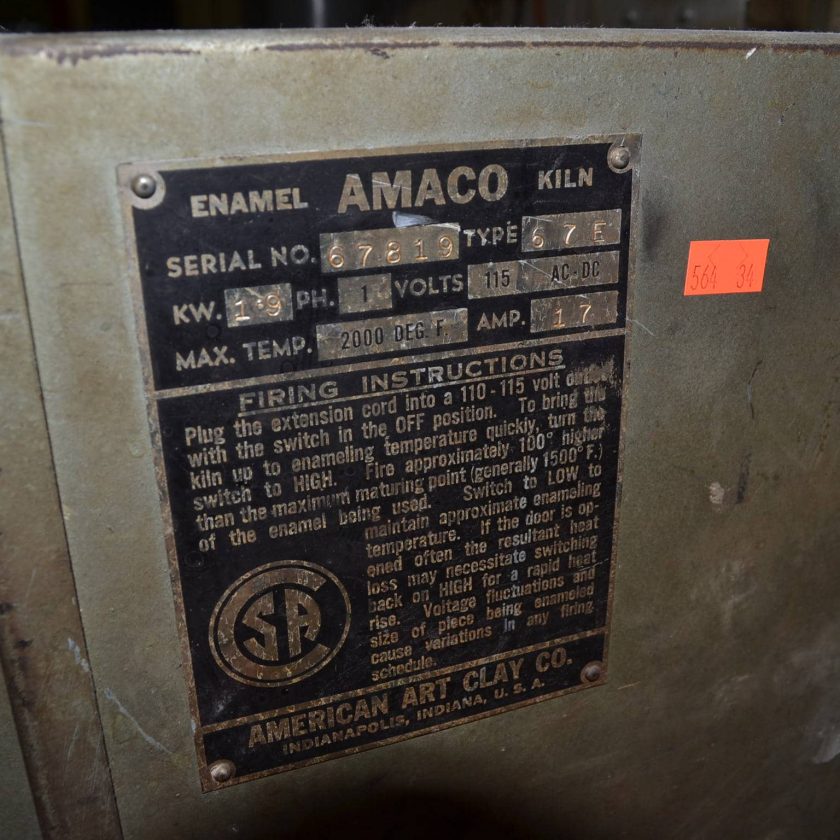 ENAMEL AMACO KILN
SERIAL NO. 67819 TYPE 67E
KW. 1.9 PH. 1 VOLTS 115 AC-DC
MAX. TEMP. 2000 DEG. F. AMP. 17
FIRING INSTRUCTIONS
Plug the extension cord into a 110-115 volt outlet
with the switch in the OFF position. To bring the
kiln up to enameling temperature quickly, turn the
switch to HIGH. Fire approximately 100° higher
than the maximum maturing point (generally 1500° F.)
of the enamel being used. Switch to LOW to
maintain approximate enameling
temperature. If the door is op-
ened often the resultant heat
loss may necessitate switching
back on HIGH for a rapid heat
rise. Voltage fluctuations and
size of piece being enameled
cause variations in any firing
schedule.
CSA
AMERICAN ART CLAY CO.
INDIANAPOLIS, INDIANA, U. S. A.
564 34